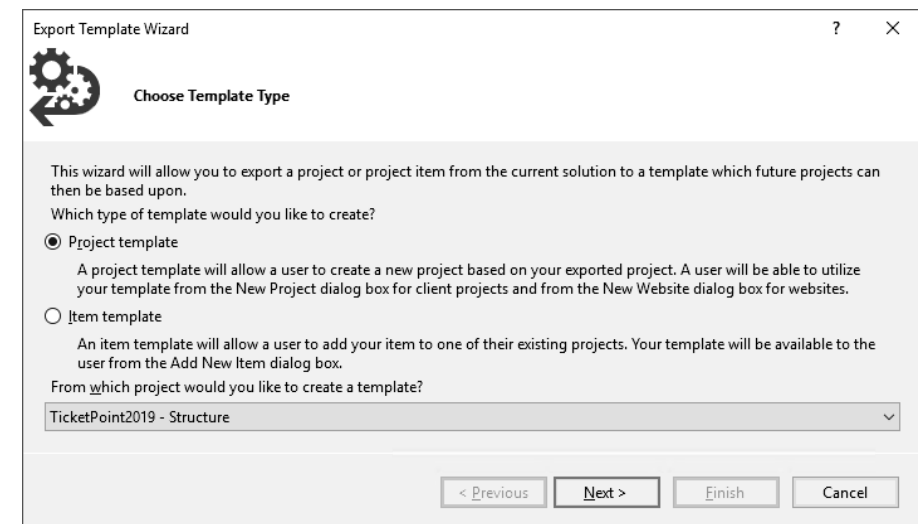 Export Template Wizard
?
Choose Template Type
This wizard will allow you to export a project or project item from the current solution to a template which future projects can
then be based upon.
Which type of template would you like to create?
Project template
A project template will allow a user to create a new project based on your exported project. A user will be able to utilize
your template from the New Project dialog box for client projects and from the New Website dialog box for websites.
Item template
An item template will allow a user to add your item to one of their existing projects. Your template will be available to the
user from the Add New Item dialog box.
From which project would you like to create a template?
TicketPoint2019 - Structure
< Previous
Next >
Finish
Cancel